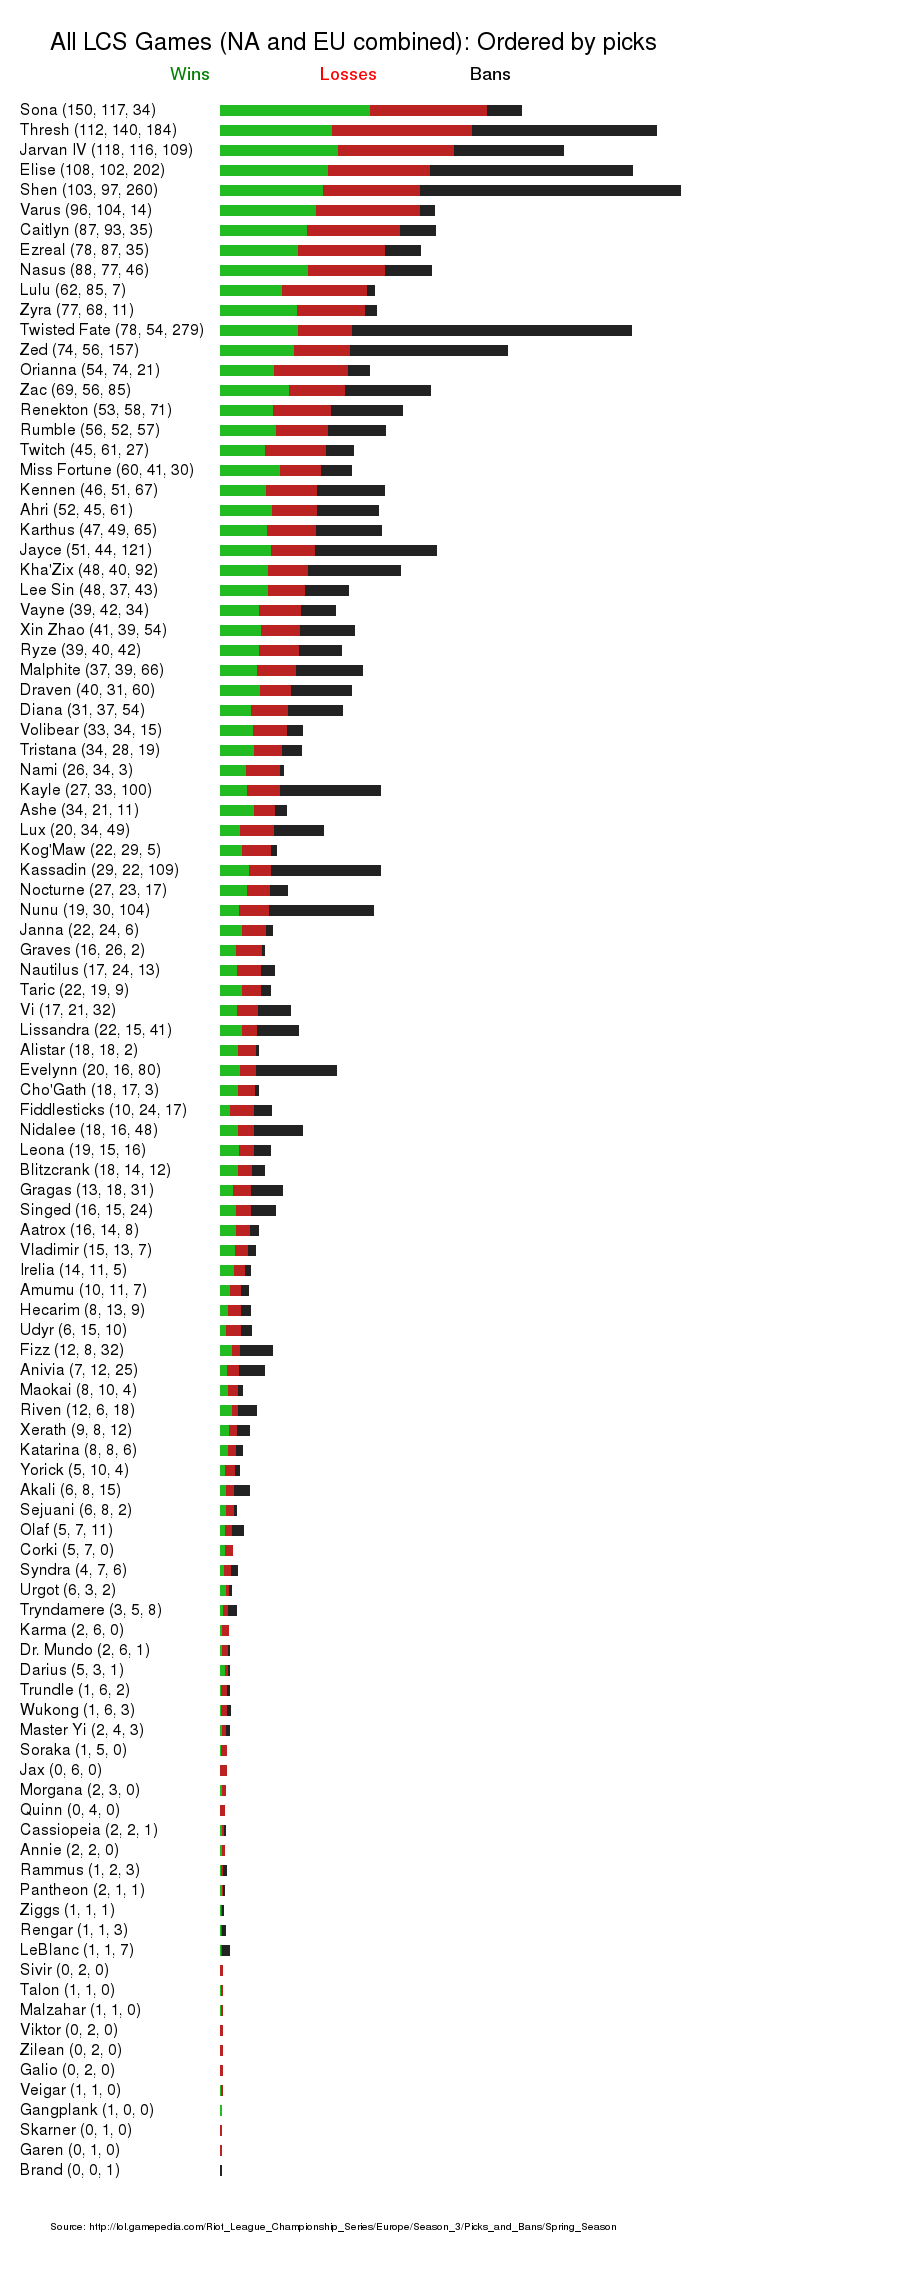 All LCS Games (NA and EU combined): Ordered by picks
Wins Losses Bans
Sona (150, 117, 34)
Thresh (112, 140, 184)
Jarvan IV (118, 116, 109)
Elise (108, 102, 202)
Shen (103, 97, 260)
Varus (96, 104, 14)
Caitlyn (87, 93, 35)
Ezreal (78, 87, 35)
Nasus (88, 77, 46)
Lulu (62, 85, 7)
Zyra (77, 68, 11)
Twisted Fate (78, 54, 279)
Zed (74, 56, 157)
Orianna (54, 74, 21)
Zac (69, 56, 85)
Renekton (53, 58, 71)
Rumble (56, 52, 57)
Twitch (45, 61, 27)
Miss Fortune (60, 41, 30)
Kennen (46, 51, 67)
Ahri (52, 45, 61)
Karthus (47, 49, 65)
Jayce (51, 44, 121)
Kha'Zix (48, 40, 92)
Lee Sin (48, 37, 43)
Vayne (39, 42, 34)
Xin Zhao (41, 39, 54)
Ryze (39, 40, 42)
Malphite (37, 39, 66)
Draven (40, 31, 60)
Diana (31, 37, 54)
Volibear (33, 34, 15)
Tristana (34, 28, 19)
Nami (26, 34, 3)
Kayle (27, 33, 100)
Ashe (34, 21, 11)
Lux (20, 34, 49)
Kog'Maw (22, 29, 5)
Kassadin (29, 22, 109)
Nocturne (27, 23, 17)
Nunu (19, 30, 104)
Janna (22, 24, 6)
Graves (16, 26, 2)
Nautilus (17, 24, 13)
Taric (22, 19, 9)
Vi (17, 21, 32)
Lissandra (22, 15, 41)
Alistar (18, 18, 2)
Evelynn (20, 16, 80)
Cho'Gath (18, 17, 3)
Fiddlesticks (10, 24, 17)
Nidalee (18, 16, 48)
Leona (19, 15, 16)
Blitzcrank (18, 14, 12)
Gragas (13, 18, 31)
Singed (16, 15, 24)
Aatrox (16, 14, 8)
Vladimir (15, 13, 7)
Irelia (14, 11, 5)
Amumu (10, 11, 7)
Hecarim (8, 13, 9)
Udyr (6, 15, 10)
Fizz (12, 8, 32)
Anivia (7, 12, 25)
Maokai (8, 10, 4)
Riven (12, 6, 18)
Xerath (9, 8, 12)
Katarina (8, 8, 6)
Yorick (5, 10, 4)
Akali (6, 8, 15)
Sejuani (6, 8, 2)
Olaf (5, 7, 11)
Corki (5, 7, 0)
Syndra (4, 7, 6)
Urgot (6, 3, 2)
Tryndamere (3, 5, 8)
Karma (2, 6, 0)
Dr. Mundo (2, 6, 1)
Darius (5, 3, 1)
Trundle (1, 6, 2)
Wukong (1, 6, 3)
Master Yi (2, 4, 3)
Soraka (1, 5, 0)
Jax (0, 6, 0)
Morgana (2, 3, 0)
Quinn (0, 4, 0)
Cassiopeia (2, 2, 1)
Annie (2, 2, 0)
Rammus (1, 2, 3)
Pantheon (2, 1, 1)
Ziggs (1, 1, 1)
Rengar (1, 1, 3)
LeBlanc (1, 1, 7)
Sivir (0, 2, 0)
Talon (1, 1, 0)
Malzahar (1, 1, 0)
Viktor (0, 2, 0)
Zilean (0, 2, 0)
Galio (0, 2, 0)
Veigar (1, 1, 0)
Gangplank (1, 0, 0)
Skarner (0, 1, 0)
Garen (0, 1, 0)
Brand (0, 0, 1)
Source: http://lol.gamepedia.com/Riot_League_Championship_Series/Europe/Season_3/Picks_and_Bans/Spring_Season